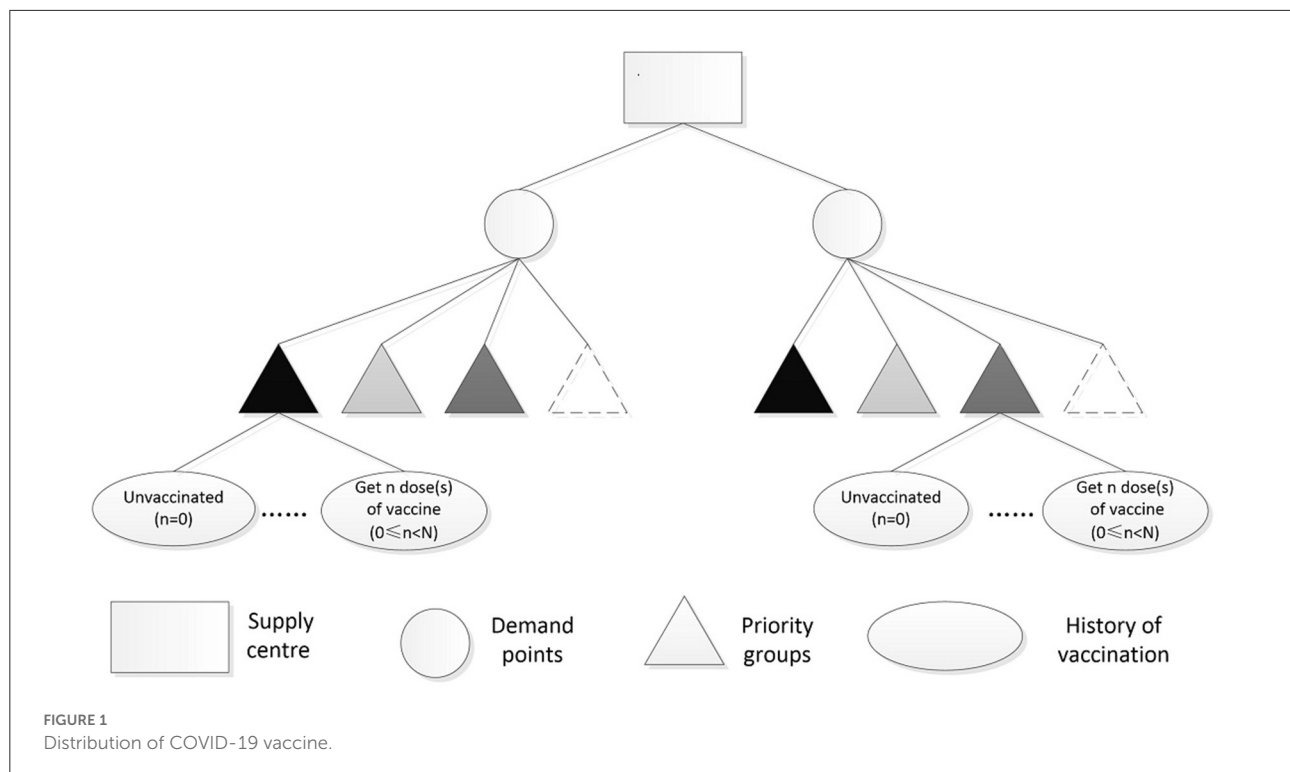 Unvaccinated
(n=0)
......
Get n dose(s)
of vaccine
(0≤n<N)
Unvaccinated
(n=0)
......
Get n dose(s)
of vaccine
(0≤n<N)
Supply
centre
Demand
points
Priority
groups
History of
vaccination
FIGURE 1
Distribution of COVID-19 vaccine.